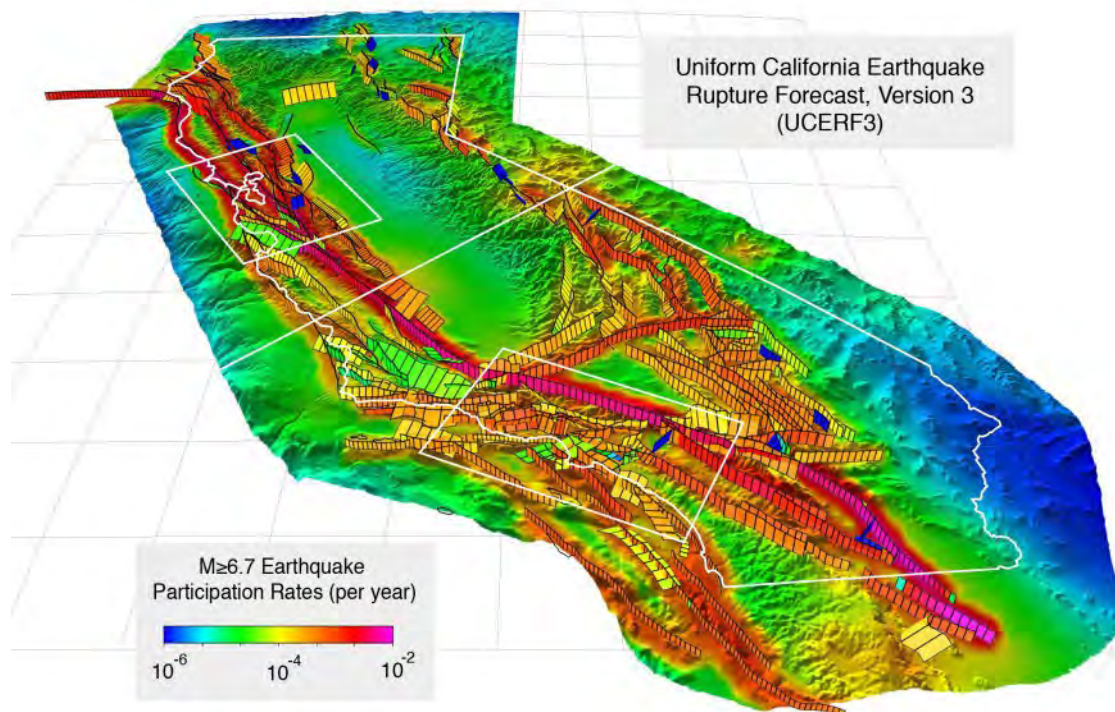 Uniform California Earthquake
Rupture Forecast, Version 3
(UCERF3)
M≥6.7 Earthquake
Participation Rates (per year)
10-6 10-4 10-2